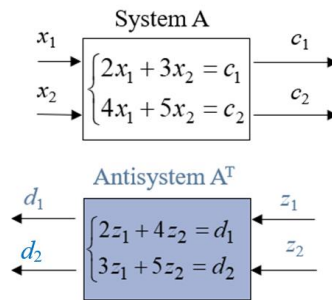 System A
x₁ c₁
2x₁ + 3x₂ = c₁
x₂ c₂
4x₁ + 5x₂ = c₂
Antisystem Aᵀ
d₁ z₁
2z₁ + 4z₂ = d₁
d₂ z₂
3z₁ + 5z₂ = d₂